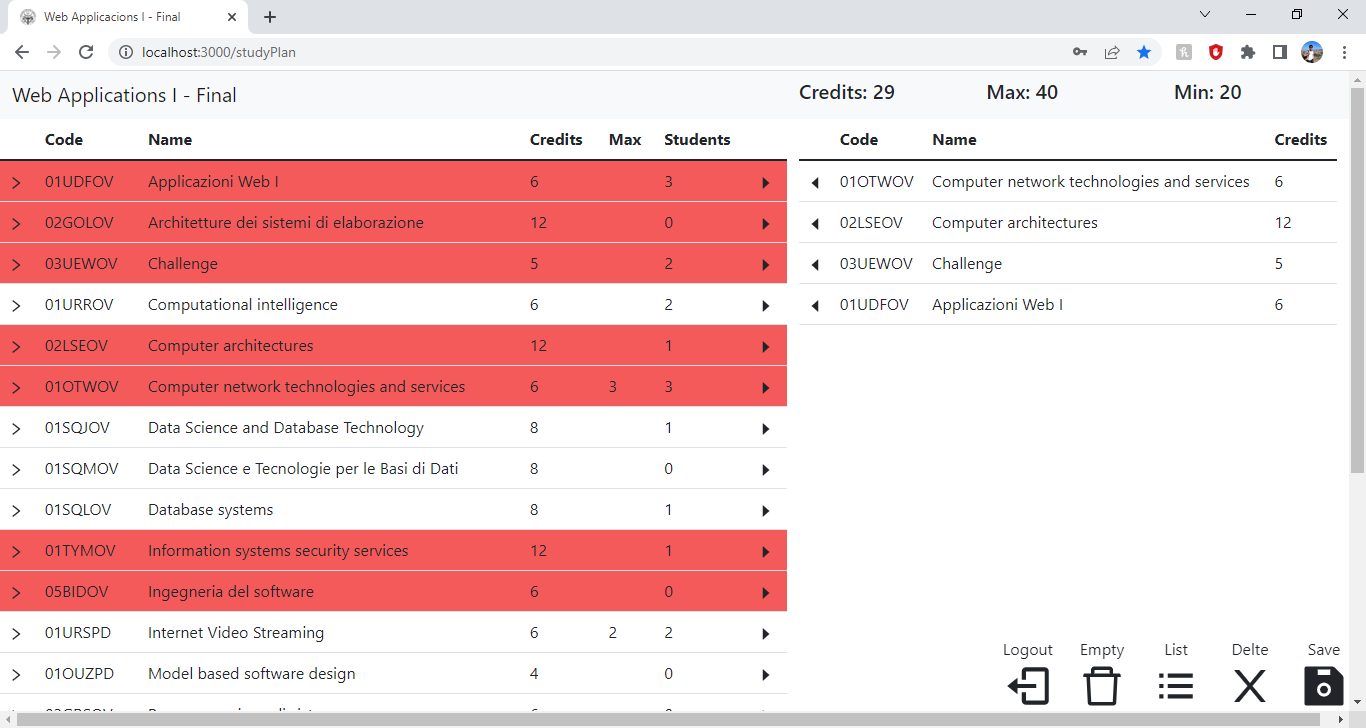 Web Applicacions I - Final
localhost:3000/studyPlan
Web Applications I - Final
Credits: 29 Max: 40 Min: 20
Code Name Credits Max Students
01UDFOV Applicazioni Web I 6 3
02GOLOV Architetture dei sistemi di elaborazione 12 0
03UEWOV Challenge 5 2
01URROV Computational intelligence 6 2
02LSEOV Computer architectures 12 1
01OTWOV Computer network technologies and services 6 3 3
01SQJOV Data Science and Database Technology 8 1
01SQMOV Data Science e Tecnologie per le Basi di Dati 8 0
01SQLOV Database systems 8 1
01TYMOV Information systems security services 12 1
05BIDOV Ingegneria del software 6 0
01URSPD Internet Video Streaming 6 2 2
01OUZPD Model based software design 4 0
Code Name Credits
01OTWOV Computer network technologies and services 6
02LSEOV Computer architectures 12
03UEWOV Challenge 5
01UDFOV Applicazioni Web I 6
Logout Empty List Delte Save